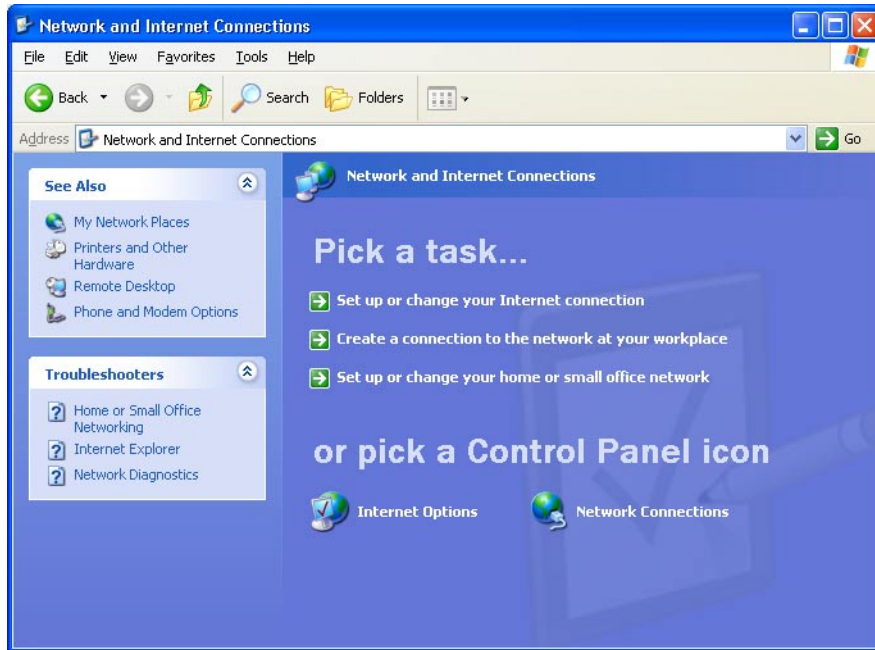 Network and Internet Connections
File Edit View Favorites Tools Help
Back Search Folders
Address Network and Internet Connections Go
See Also
My Network Places
Printers and Other
Hardware
Remote Desktop
Phone and Modem Options
Troubleshooters
Home or Small Office
Networking
Internet Explorer
Network Diagnostics
Network and Internet Connections
Pick a task...
Set up or change your Internet connection
Create a connection to the network at your workplace
Set up or change your home or small office network
or pick a Control Panel icon
Internet Options Network Connections